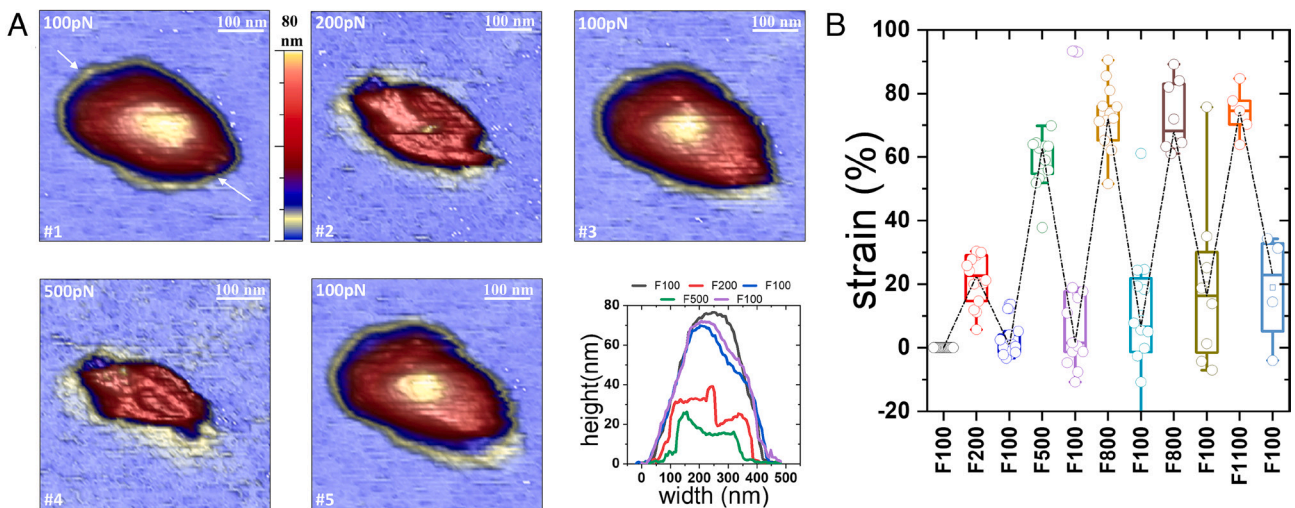 A
100pN
100 nm
#1
80
nm
200pN
100 nm
#2
100pN
100 nm
#3
500pN
100 nm
#4
100pN
100 nm
#5
F100 F200 F100
F500 F100
height(nm)
80
60
40
20
0
0 100 200 300 400 500
width (nm)
B
strain (%)
100
80
60
40
20
0
-20
F100
F200
F100
F500
F100
F800
F100
F800
F100
F1100
F100